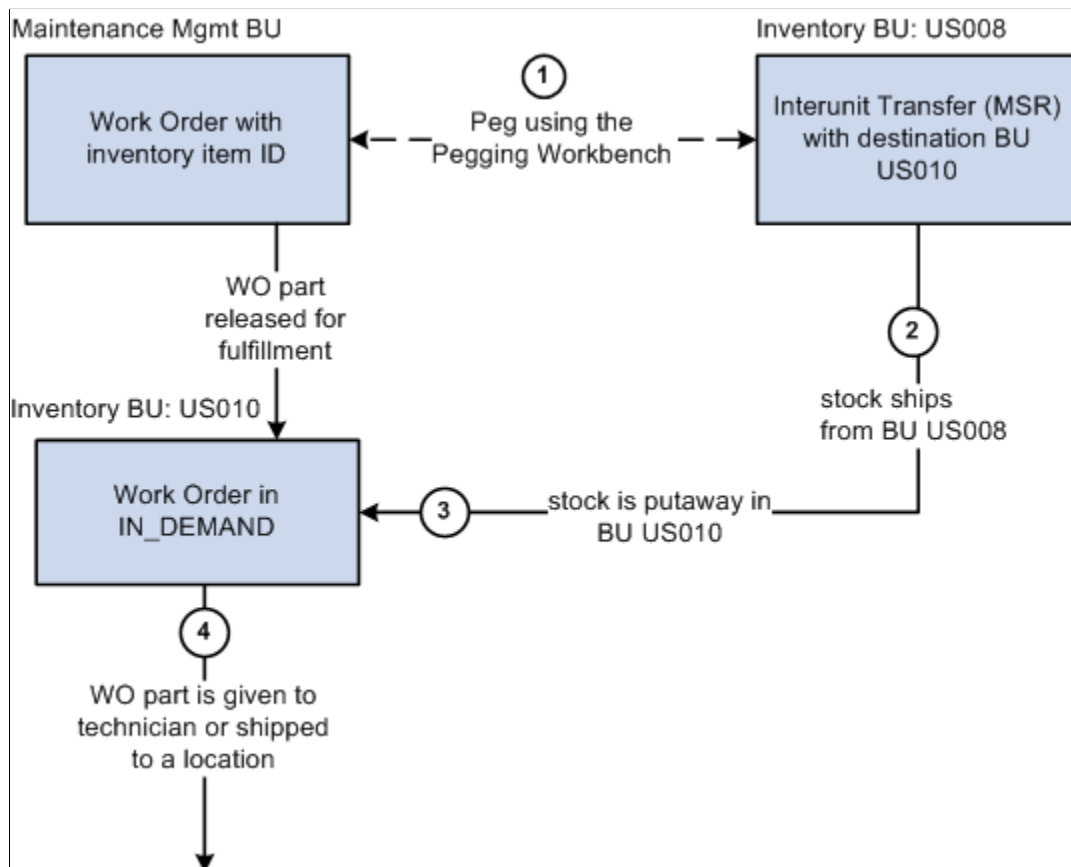 Maintenance Mgmt BU
Inventory BU: US008
Work Order with
inventory item ID
1
Peg using the
Pegging Workbench
Interunit Transfer (MSR)
with destination BU
US010
WO part
released for
fulfillment
2
stock ships
from BU US008
Inventory BU: US010
Work Order in
IN_DEMAND
3
stock is putaway in
BU US010
4
WO part is given to
technician or shipped
to a location